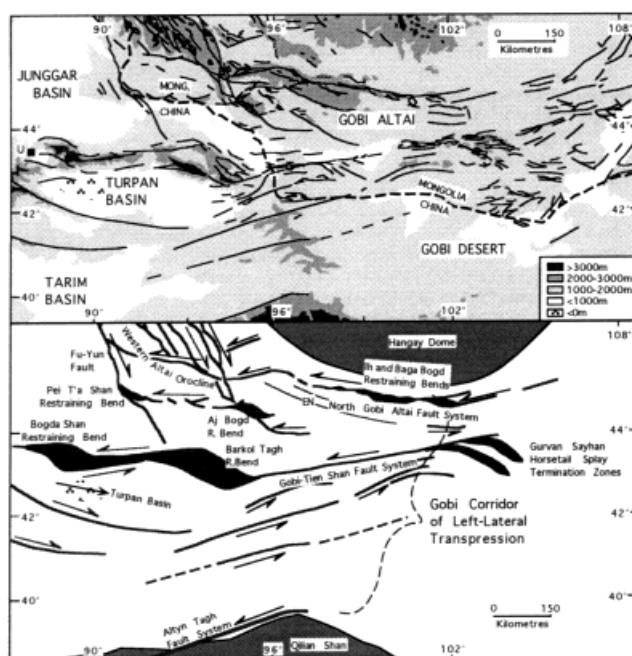 90°
96°
102°
108°
0 150
Kilometres
JUNGGAR
BASIN
MONG.
CHINA
GOBI ALTAI
44°
44°
U
TURPAN
BASIN
42°
MONGOLIA
CHINA
42°
GOBI DESERT
TARIM
BASIN
40°
96°
102°
>3000m
2000-3000m
1000-2000m
<1000m
<0m
90°
108°
Fu-Yun
Fault
Western
Altai Orocline
Hangay Dome
Ih and Baga Bogd
Restraining Bends
Pei T'a Shan
Restraining Bend
North Gobi Altai Fault System
Bogda Shan
Restraining Bend
Aj Bogd
R. Bend
44°
Barkol Tagh
R.Bend
Gurvan Sayhan
Horsetail Splay
Termination Zones
Gobi-Tien Shan Fault System
Turpan Basin
42°
42°
Gobi Corridor
of Left-Lateral
Transpression
40°
40°
Altyn Tagh
Fault System
0 150
Kilometres
90°
96°
Qilian Shan
102°